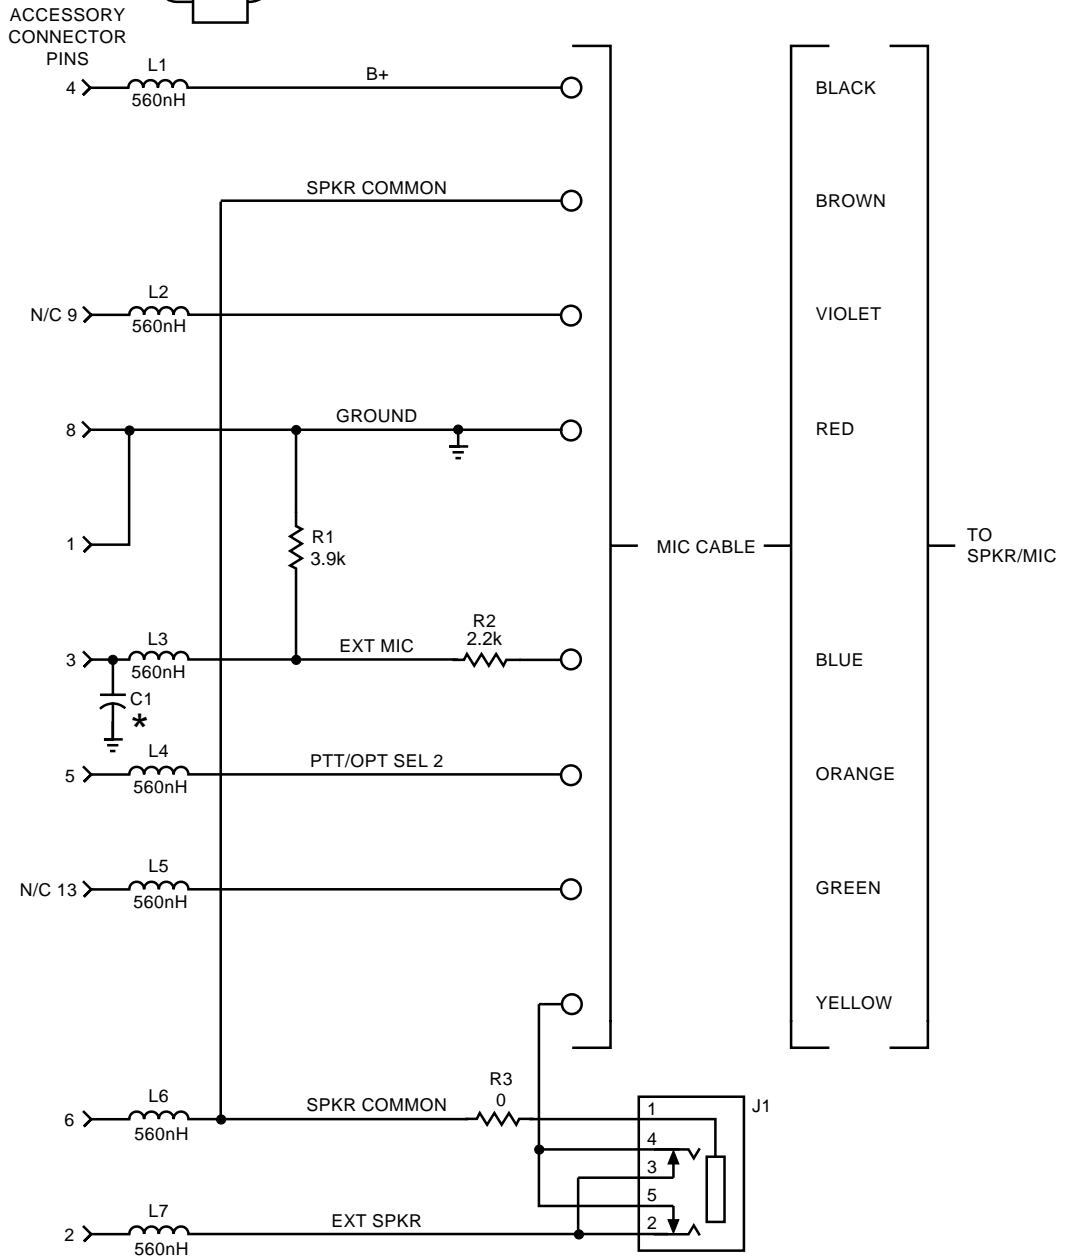 ACCESSORY
CONNECTOR
PINS
4
L1
560nH
B+
BLACK
SPKR COMMON
BROWN
N/C 9
L2
560nH
VIOLET
8
GROUND
RED
1
R1
3.9k
MIC CABLE
TO
SPKR/MIC
3
L3
560nH
EXT MIC
R2
2.2k
BLUE
C1
*
5
L4
560nH
PTT/OPT SEL 2
ORANGE
N/C 13
L5
560nH
GREEN
YELLOW
6
L6
560nH
SPKR COMMON
R3
0
J1
1
4
3
5
2
2
L7
560nH
EXT SPKR